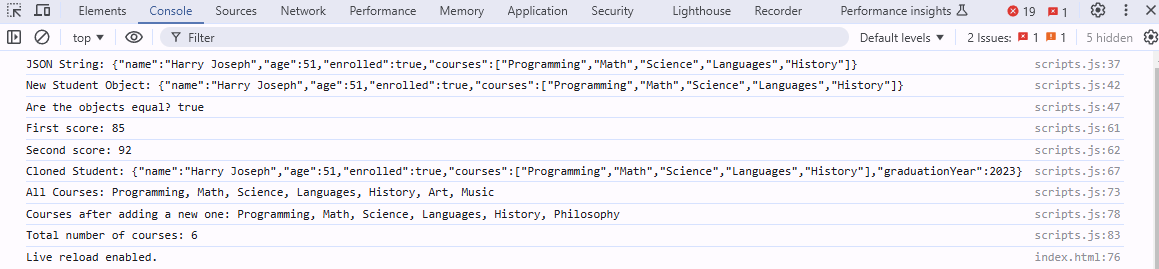 Elements Console Sources Network Performance Memory Application Security Lighthouse Recorder Performance insights 19 1
top Filter Default levels 2 Issues: 1 1 5 hidden
JSON String: {"name":"Harry Joseph","age":51,"enrolled":true,"courses":["Programming","Math","Science","Languages","History"]} scripts.js:37
New Student Object: {"name":"Harry Joseph","age":51,"enrolled":true,"courses":["Programming","Math","Science","Languages","History"]} scripts.js:42
Are the objects equal? true scripts.js:47
First score: 85 scripts.js:61
Second score: 92 scripts.js:62
Cloned Student: {"name":"Harry Joseph","age":51,"enrolled":true,"courses":["Programming","Math","Science","Languages","History"],"graduationYear":2023} scripts.js:67
All Courses: Programming, Math, Science, Languages, History, Art, Music scripts.js:73
Courses after adding a new one: Programming, Math, Science, Languages, History, Philosophy scripts.js:78
Total number of courses: 6 scripts.js:83
Live reload enabled. index.html:76